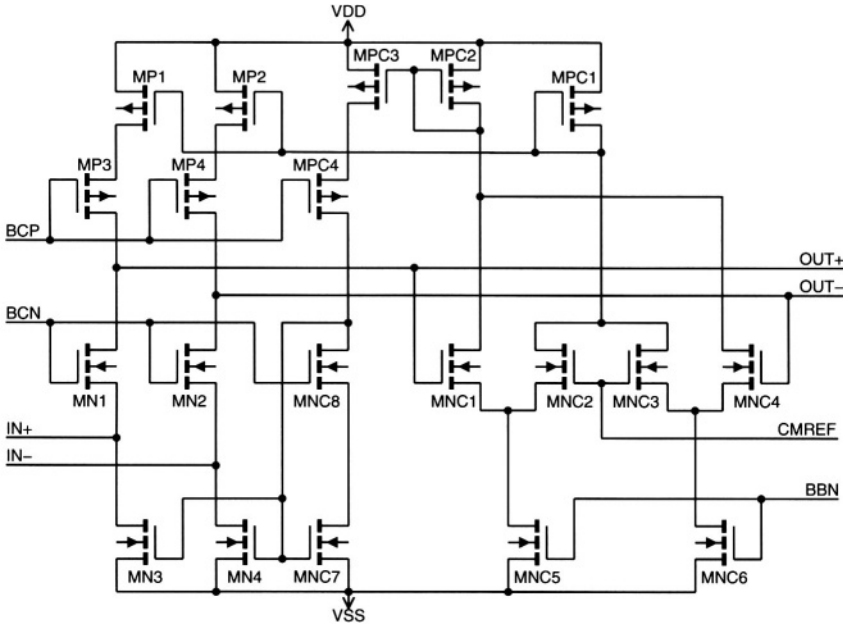 VDD
MP1 MP2 MPC3 MPC2 MPC1
MP3 MP4 MPC4
BCP
OUT+
OUT−
BCN
MN1 MN2 MNC8 MNC1 MNC2 MNC3 MNC4
IN+
CMREF
IN−
BBN
MN3 MN4 MNC7 MNC5 MNC6
VSS